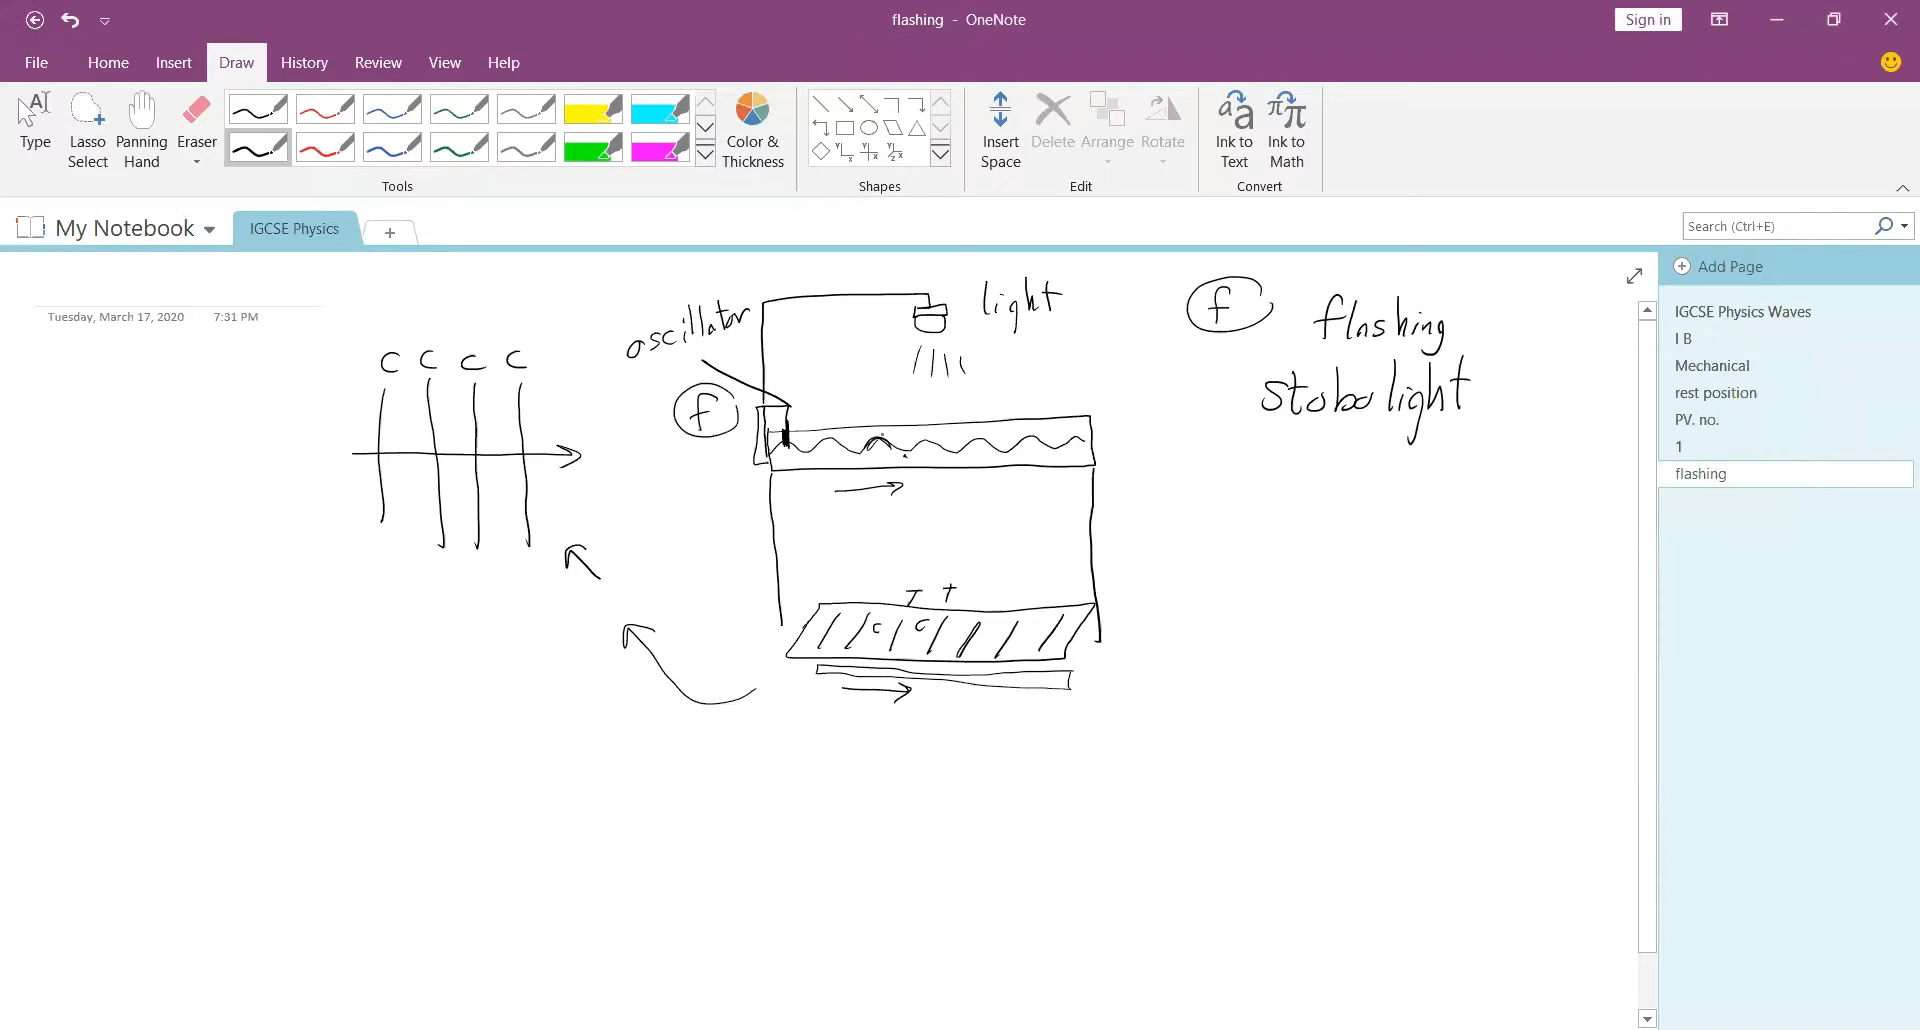 flashing - OneNote
Sign in
File Home Insert Draw History Review View Help
Type
Lasso Select
Panning Hand
Eraser
Color & Thickness
Insert Space
Delete
Arrange
Rotate
Ink to Text
Ink to Math
Tools Shapes Edit Convert
My Notebook
IGCSE Physics
Search (Ctrl+E)
Add Page
IGCSE Physics Waves
I B
Mechanical
rest position
PV. no.
1
flashing
Tuesday, March 17, 2020 7:31 PM
C C C C
oscillator
f
light
f
flashing
stobo light
T +
c c